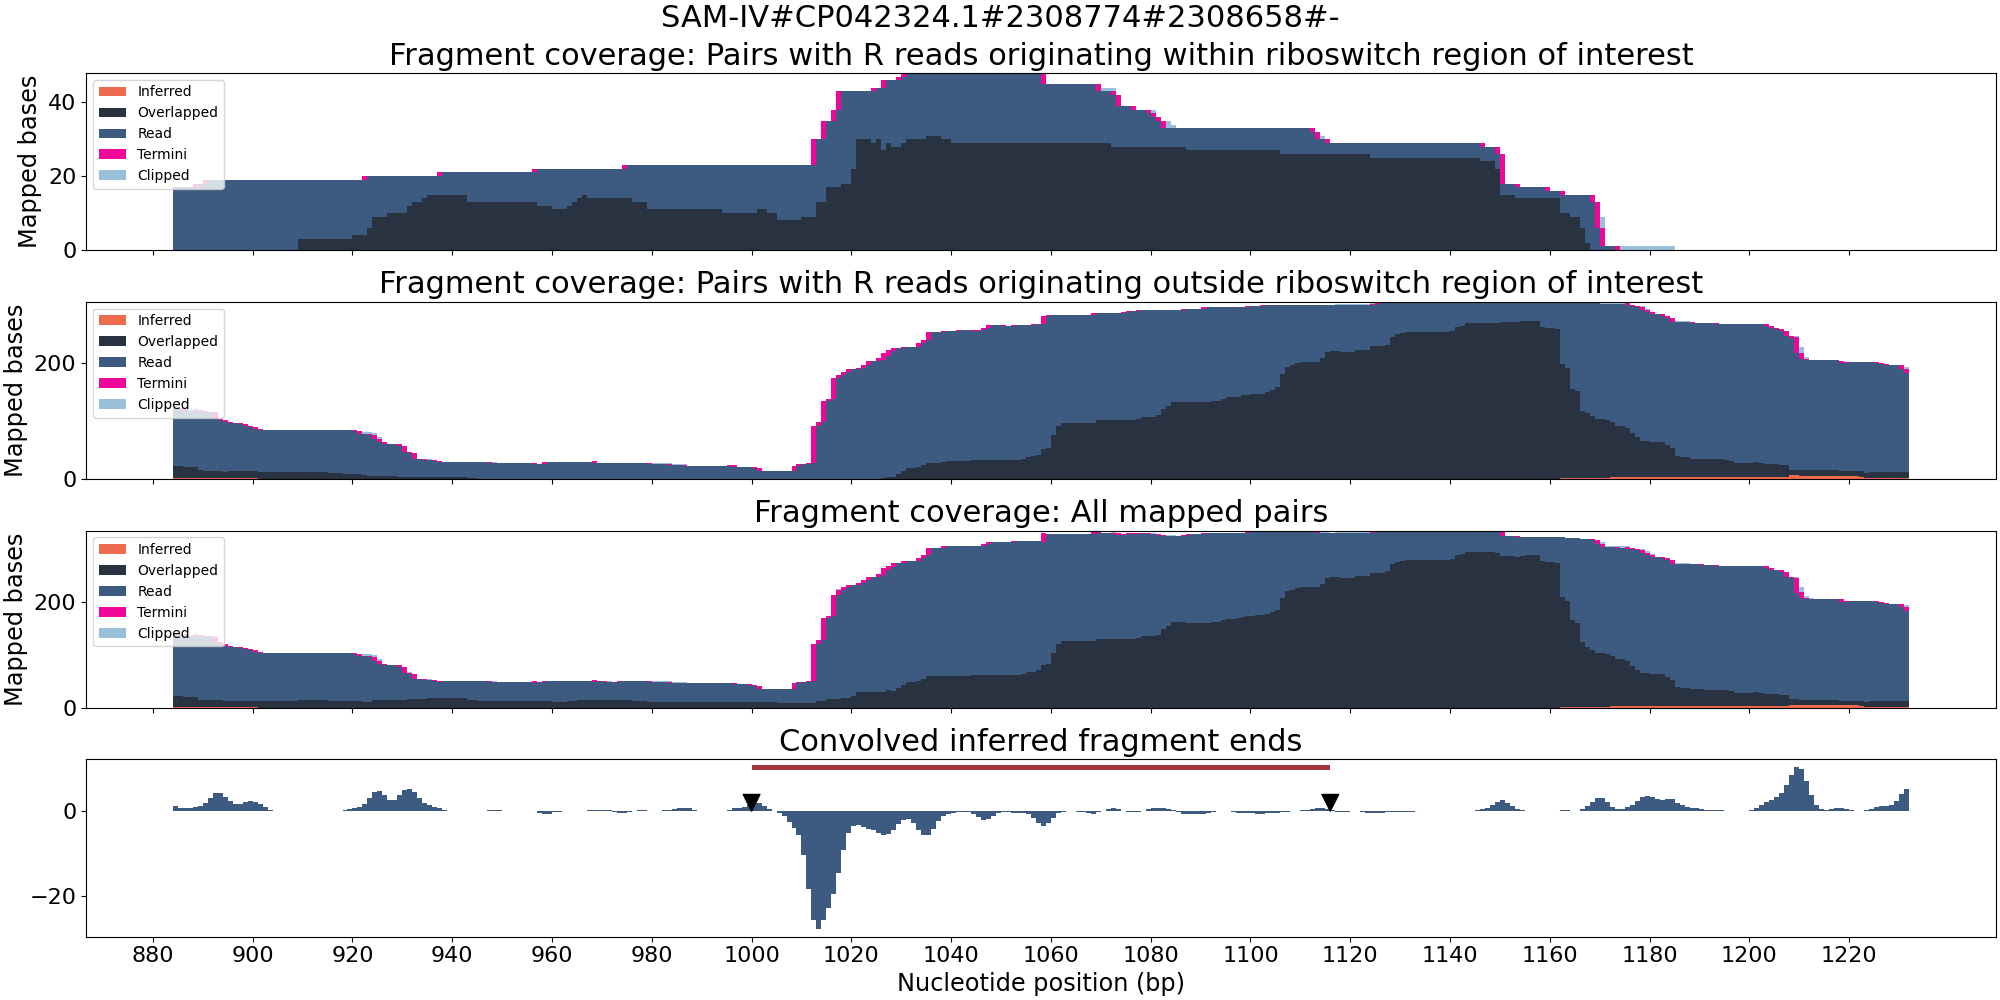 SAM-IV#CP042324.1#2308774#2308658#-
Fragment coverage: Pairs with R reads originating within riboswitch region of interest
Mapped bases
40
20
0
Inferred
Overlapped
Read
Termini
Clipped
Fragment coverage: Pairs with R reads originating outside riboswitch region of interest
Mapped bases
200
0
Inferred
Overlapped
Read
Termini
Clipped
Fragment coverage: All mapped pairs
Mapped bases
200
0
Inferred
Overlapped
Read
Termini
Clipped
Convolved inferred fragment ends
0
−20
880 900 920 940 960 980 1000 1020 1040 1060 1080 1100 1120 1140 1160 1180 1200 1220
Nucleotide position (bp)